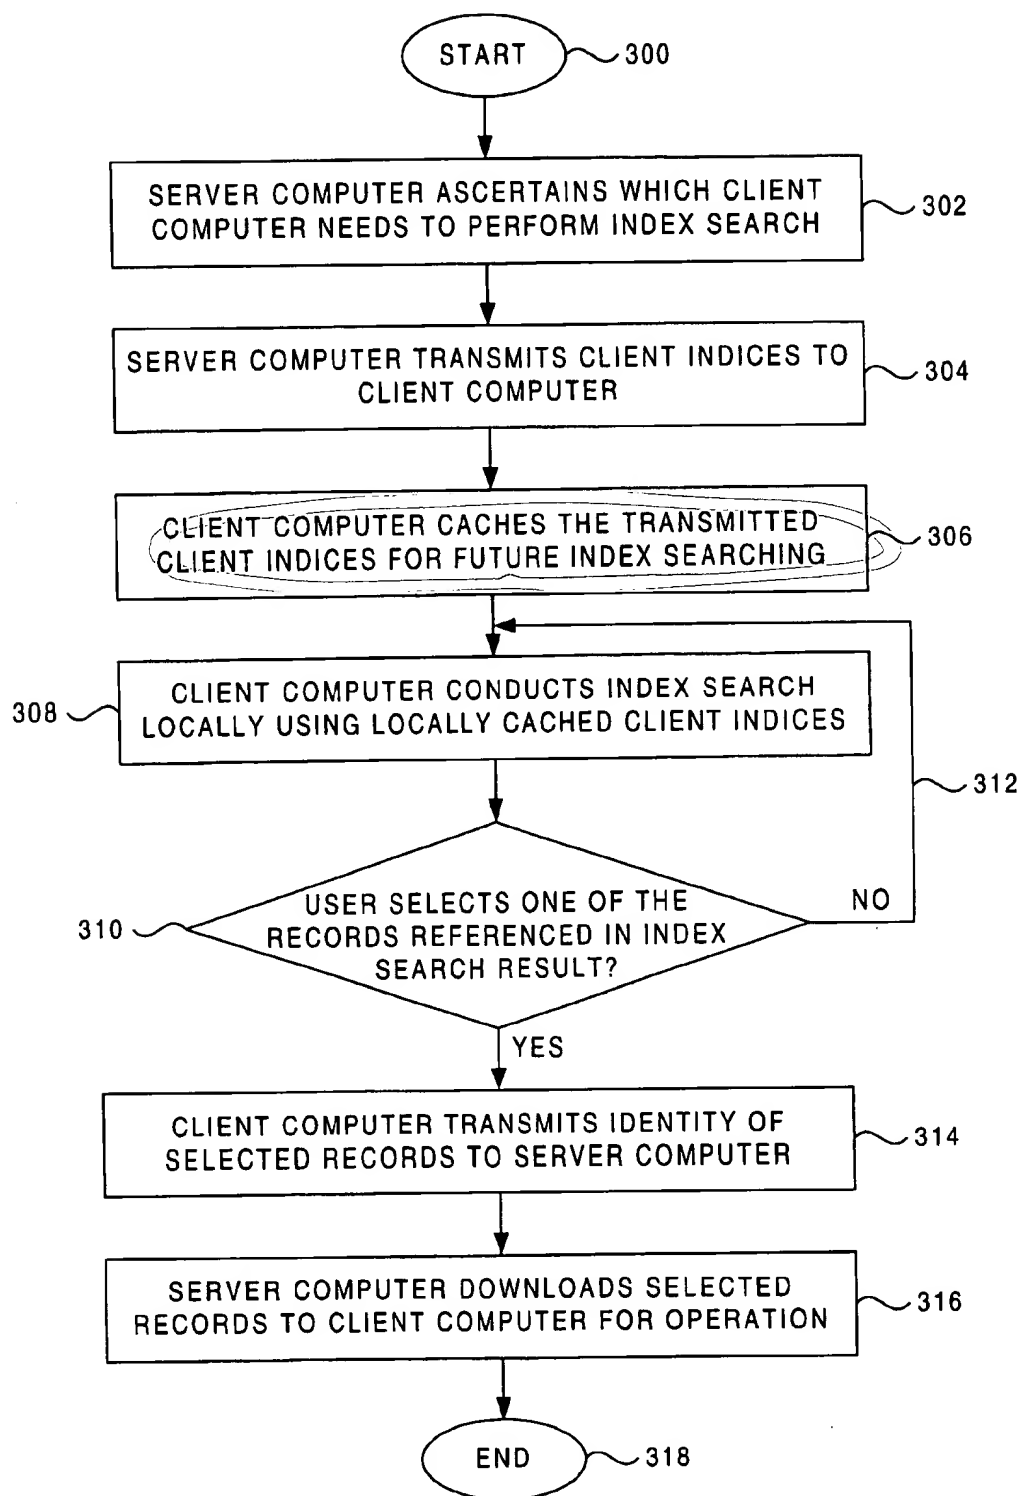 START
300
SERVER COMPUTER ASCERTAINS WHICH CLIENT
COMPUTER NEEDS TO PERFORM INDEX SEARCH
302
SERVER COMPUTER TRANSMITS CLIENT INDICES TO
CLIENT COMPUTER
304
CLIENT COMPUTER CACHES THE TRANSMITTED
CLIENT INDICES FOR FUTURE INDEX SEARCHING
306
308
CLIENT COMPUTER CONDUCTS INDEX SEARCH
LOCALLY USING LOCALLY CACHED CLIENT INDICES
312
310
USER SELECTS ONE OF THE
RECORDS REFERENCED IN INDEX
SEARCH RESULT?
NO
YES
CLIENT COMPUTER TRANSMITS IDENTITY OF
SELECTED RECORDS TO SERVER COMPUTER
314
SERVER COMPUTER DOWNLOADS SELECTED
RECORDS TO CLIENT COMPUTER FOR OPERATION
316
END
318